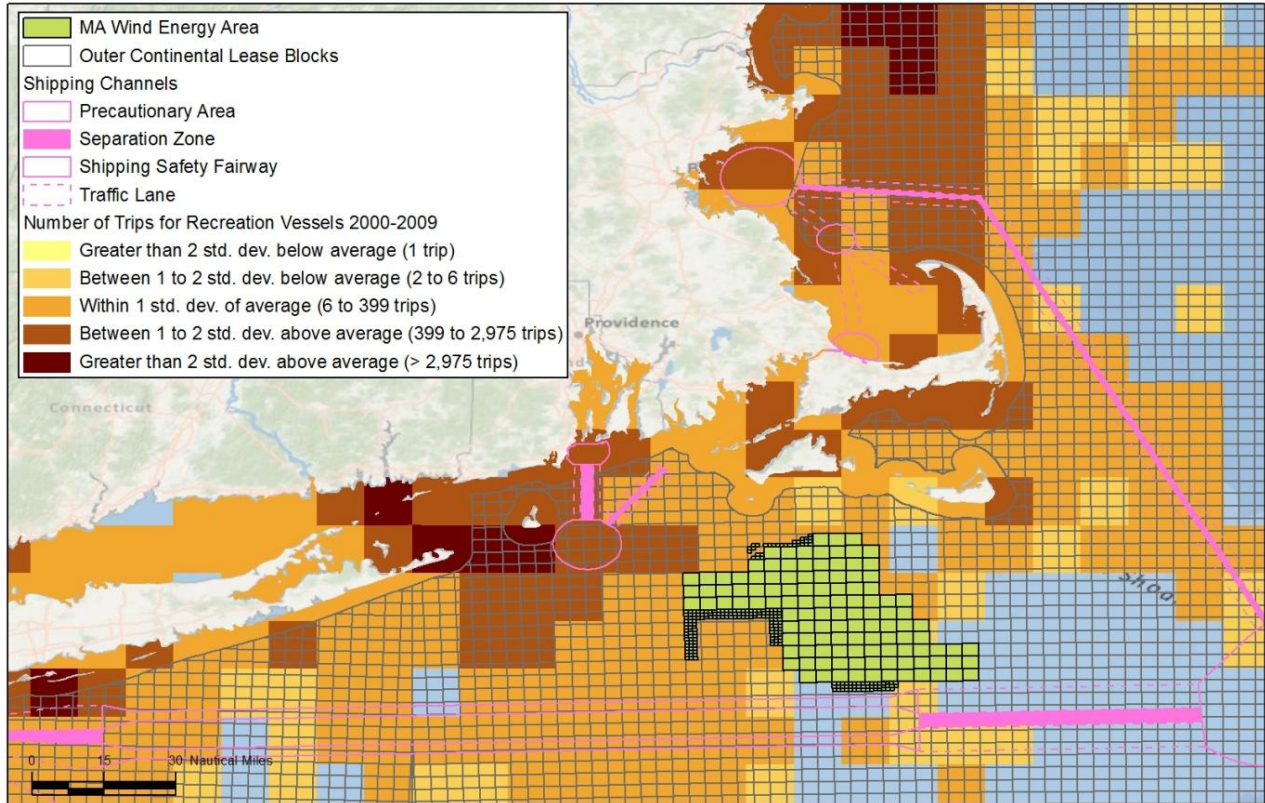 MA Wind Energy Area
Outer Continental Lease Blocks
Shipping Channels
Precautionary Area
Separation Zone
Shipping Safety Fairway
Traffic Lane
Number of Trips for Recreation Vessels 2000-2009
Greater than 2 std. dev. below average (1 trip)
Between 1 to 2 std. dev. below average (2 to 6 trips)
Within 1 std. dev. of average (6 to 399 trips)
Between 1 to 2 std. dev. above average (399 to 2,975 trips)
Greater than 2 std. dev. above average (> 2,975 trips)
Providence
Connecticut
0 15 30 Nautical Miles